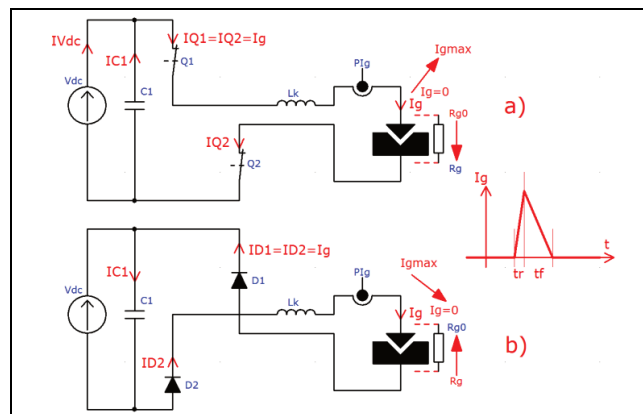 IVdc
IC1
IQ1=IQ2=Ig
Q1
Vdc
C1
Lk
PIg
Igmax
Ig=0
Ig
a)
Rg0
Rg
IQ2
Q2
Ig
t
tr
tf
ID1=ID2=Ig
IC1
D1
Vdc
C1
Lk
PIg
Igmax
Ig=0
Ig
Rg0
b)
Rg
ID2
D2